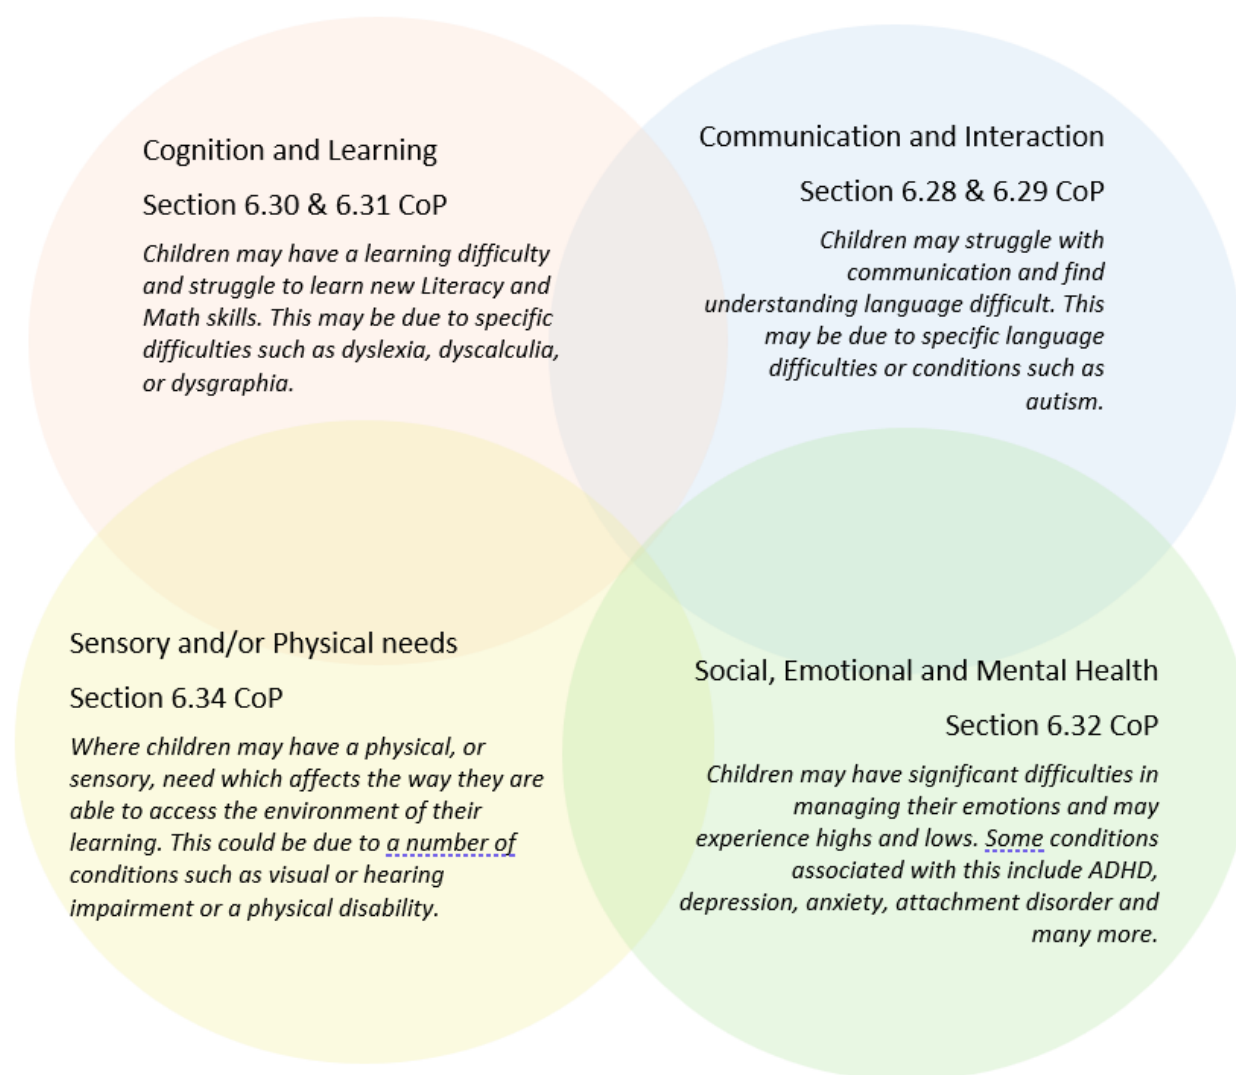 Cognition and Learning
Section 6.30 & 6.31 CoP
Children may have a learning difficulty
and struggle to learn new Literacy and
Math skills. This may be due to specific
difficulties such as dyslexia, dyscalculia,
or dysgraphia.
Communication and Interaction
Section 6.28 & 6.29 CoP
Children may struggle with
communication and find
understanding language difficult. This
may be due to specific language
difficulties or conditions such as
autism.
Sensory and/or Physical needs
Section 6.34 CoP
Where children may have a physical, or
sensory, need which affects the way they are
able to access the environment of their
learning. This could be due to a number of
conditions such as visual or hearing
impairment or a physical disability.
Social, Emotional and Mental Health
Section 6.32 CoP
Children may have significant difficulties in
managing their emotions and may
experience highs and lows. Some conditions
associated with this include ADHD,
depression, anxiety, attachment disorder and
many more.